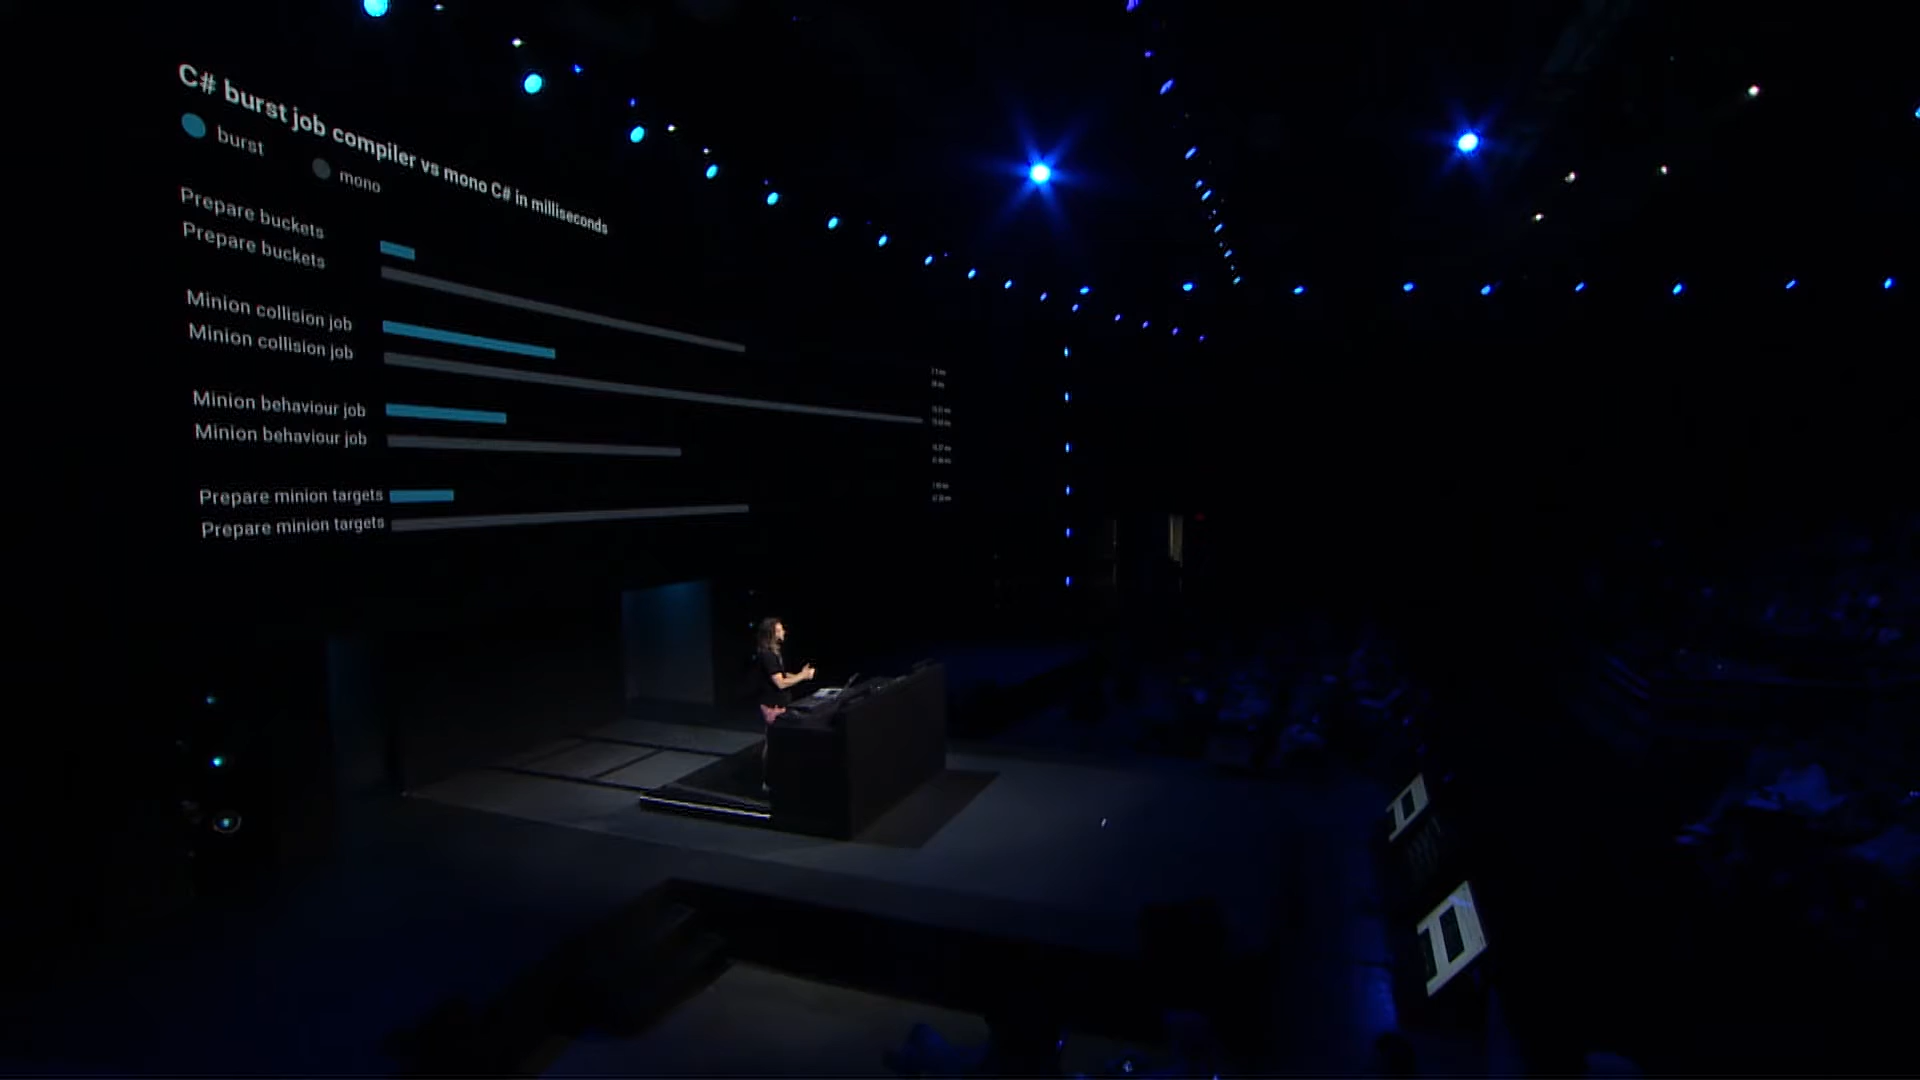 C# burst job compiler vs mono C# in milliseconds
burst
mono
Prepare buckets
Prepare buckets
Minion collision job
Minion collision job
Minion behaviour job
Minion behaviour job
Prepare minion targets
Prepare minion targets